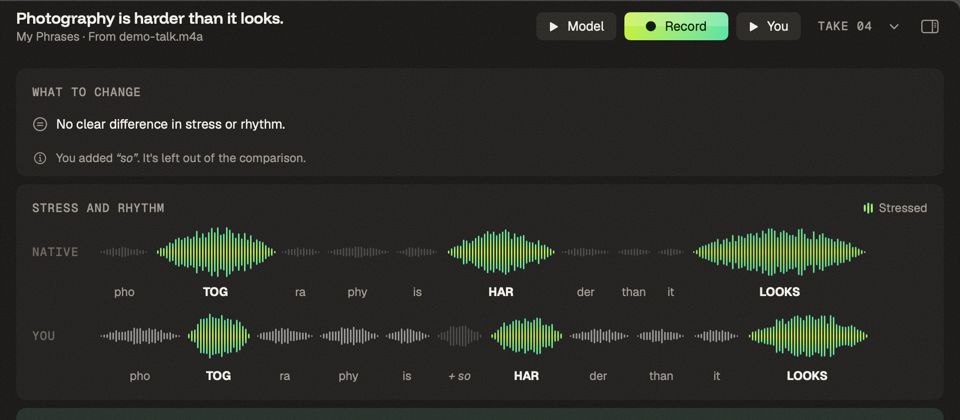 Photography is harder than it looks.
My Phrases · From demo-talk.m4a
Model
Record
You
TAKE 04
WHAT TO CHANGE
No clear difference in stress or rhythm.
You added “so”. It's left out of the comparison.
STRESS AND RHYTHM
Stressed
NATIVE
pho TOG ra phy is HAR der than it LOOKS
YOU
pho TOG ra phy is + so HAR der than it LOOKS